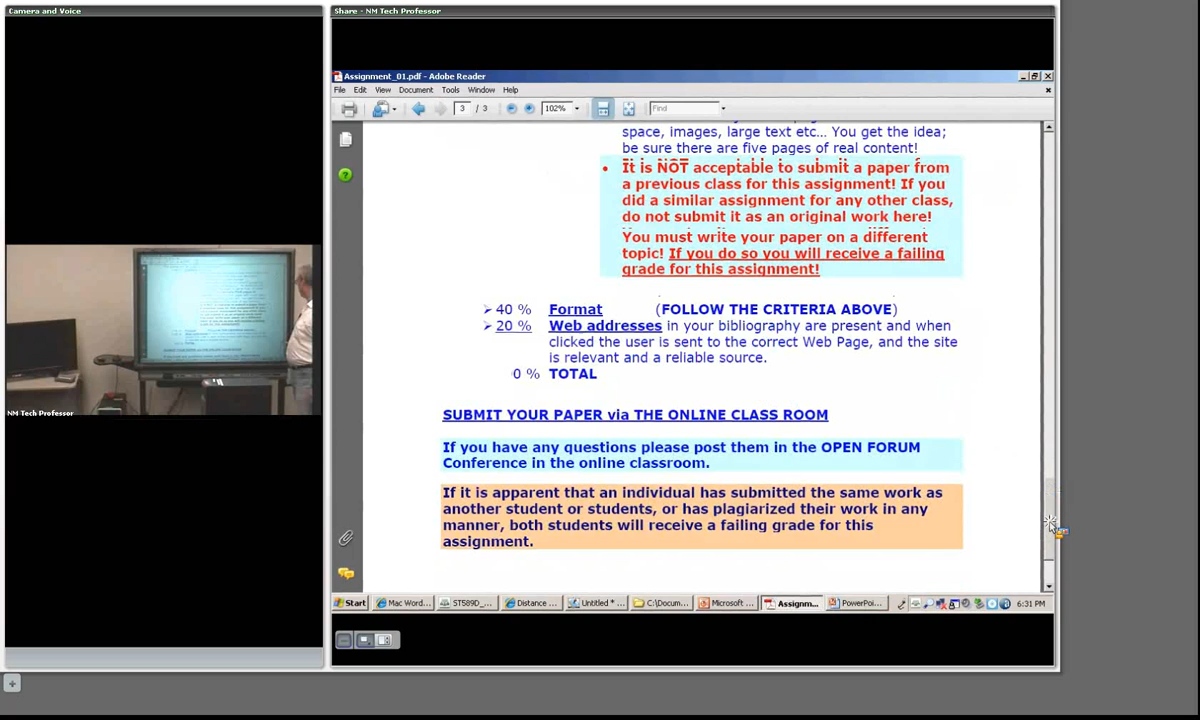 Camera and Voice
Share - NM Tech Professor
Assignment_01.pdf - Adobe Reader
File Edit View Document Tools Window Help
3 / 3 102% Find
space, images, large text etc... You get the idea;
be sure there are five pages of real content!
• It is NOT acceptable to submit a paper from
a previous class for this assignment! If you
did a similar assignment for any other class,
do not submit it as an original work here!
You must write your paper on a different
topic! If you do so you will receive a failing
grade for this assignment!
➢ 40 % Format (FOLLOW THE CRITERIA ABOVE)
➢ 20 % Web addresses in your bibliography are present and when
clicked the user is sent to the correct Web Page, and the site
is relevant and a reliable source.
0 % TOTAL
NM Tech Professor
SUBMIT YOUR PAPER via THE ONLINE CLASS ROOM
If you have any questions please post them in the OPEN FORUM
Conference in the online classroom.
If it is apparent that an individual has submitted the same work as
another student or students, or has plagiarized their work in any
manner, both students will receive a failing grade for this
assignment.
Start Mac Word... ST589D_... Distance ... Untitled * ... C:\Docum... Microsoft ... Assignm... PowerPoi... 6:31 PM